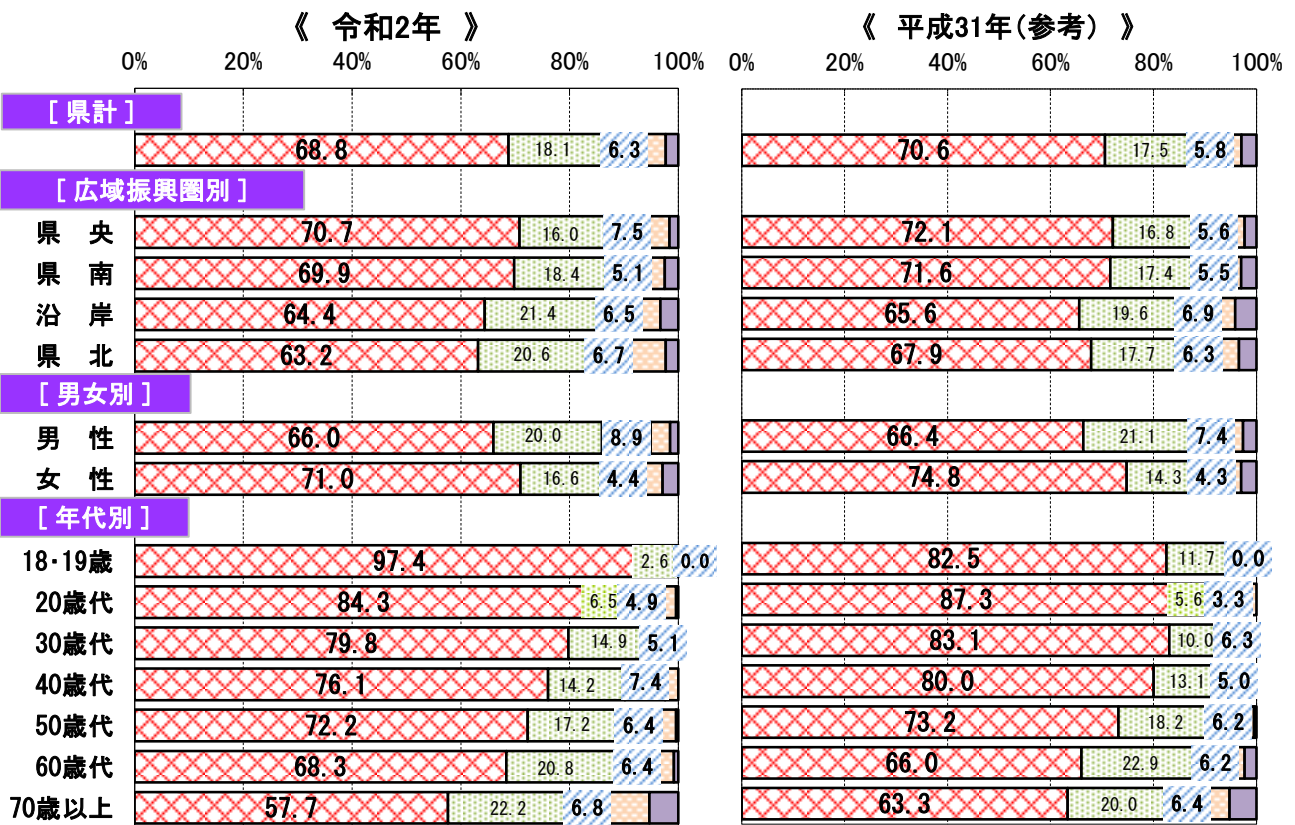 《 令和2年 》 《 平成31年(参考) 》
0% 20% 40% 60% 80% 100% 0% 20% 40% 60% 80% 100%
[ 県計 ]
68.8 18.1 6.3 70.6 17.5 5.8
[ 広域振興圏別 ]
県 央 70.7 16.0 7.5 72.1 16.8 5.6
県 南 69.9 18.4 5.1 71.6 17.4 5.5
沿 岸 64.4 21.4 6.5 65.6 19.6 6.9
県 北 63.2 20.6 6.7 67.9 17.7 6.3
[ 男女別 ]
男 性 66.0 20.0 8.9 66.4 21.1 7.4
女 性 71.0 16.6 4.4 74.8 14.3 4.3
[ 年代別 ]
18・19歳 97.4 2.6 0.0 82.5 11.7 0.0
20歳代 84.3 6.5 4.9 87.3 5.6 3.3
30歳代 79.8 14.9 5.1 83.1 10.0 6.3
40歳代 76.1 14.2 7.4 80.0 13.1 5.0
50歳代 72.2 17.2 6.4 73.2 18.2 6.2
60歳代 68.3 20.8 6.4 66.0 22.9 6.2
70歳以上 57.7 22.2 6.8 63.3 20.0 6.4